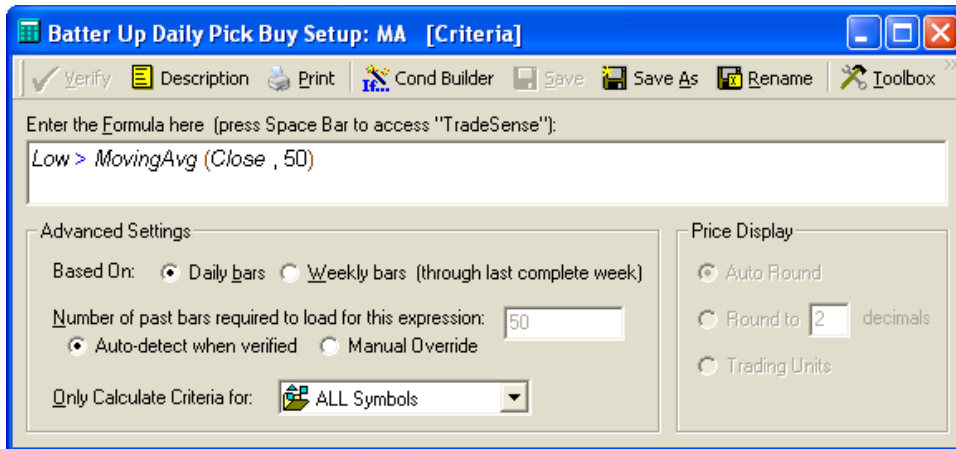 Batter Up Daily Pick Buy Setup: MA [Criteria]
Verify Description Print If... Cond Builder Save Save As Rename Toolbox »
Enter the Formula here (press Space Bar to access "TradeSense"):
Low > MovingAvg (Close , 50)
Advanced Settings
Based On: Daily bars Weekly bars (through last complete week)
Number of past bars required to load for this expression: 50
Auto-detect when verified Manual Override
Only Calculate Criteria for: ALL Symbols
Price Display
Auto Round
Round to 2 decimals
Trading Units